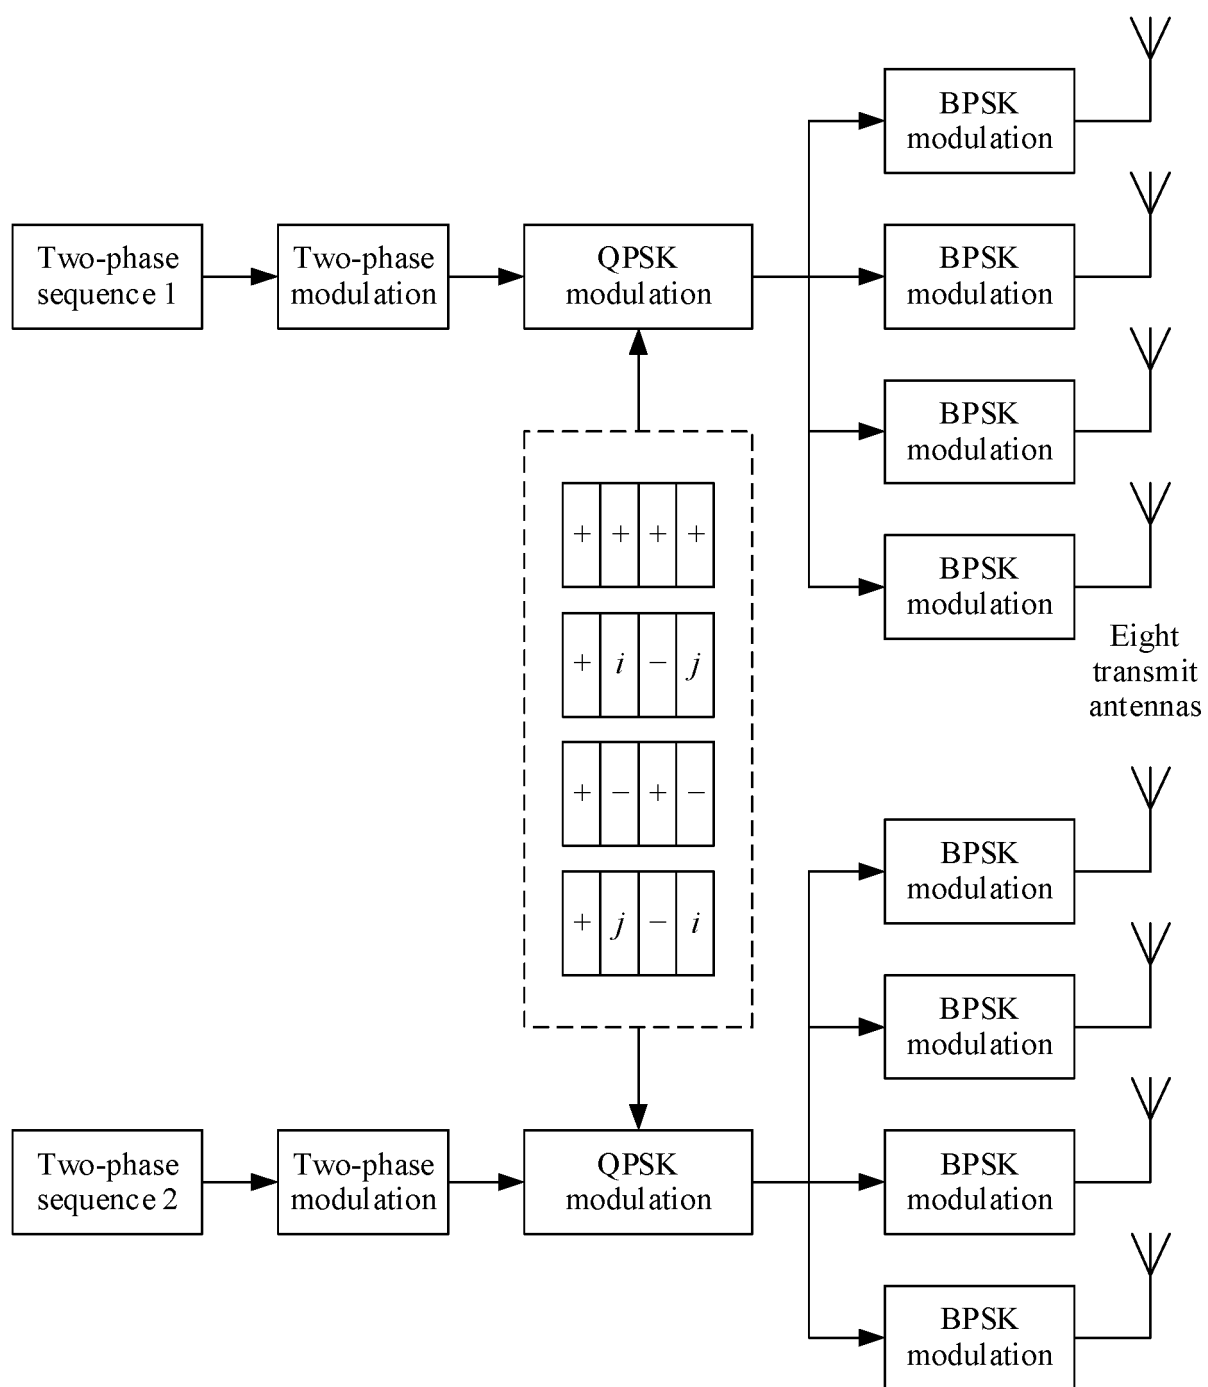 BPSK
modulation
BPSK
modulation
Two-phase
sequence 1
Two-phase
modulation
QPSK
modulation
BPSK
modulation
BPSK
modulation
+ + + +
+ i − j
+ − + −
+ j − i
Eight
transmit
antennas
BPSK
modulation
BPSK
modulation
Two-phase
sequence 2
Two-phase
modulation
QPSK
modulation
BPSK
modulation
BPSK
modulation